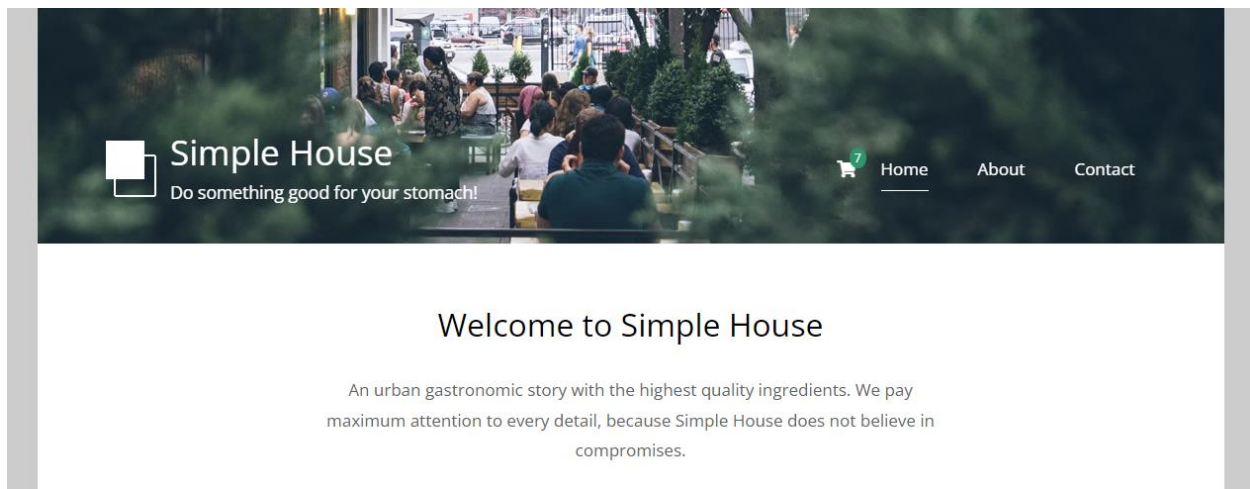 Simple House
Do something good for your stomach!
7
Home
About
Contact
Welcome to Simple House
An urban gastronomic story with the highest quality ingredients. We pay
maximum attention to every detail, because Simple House does not believe in
compromises.